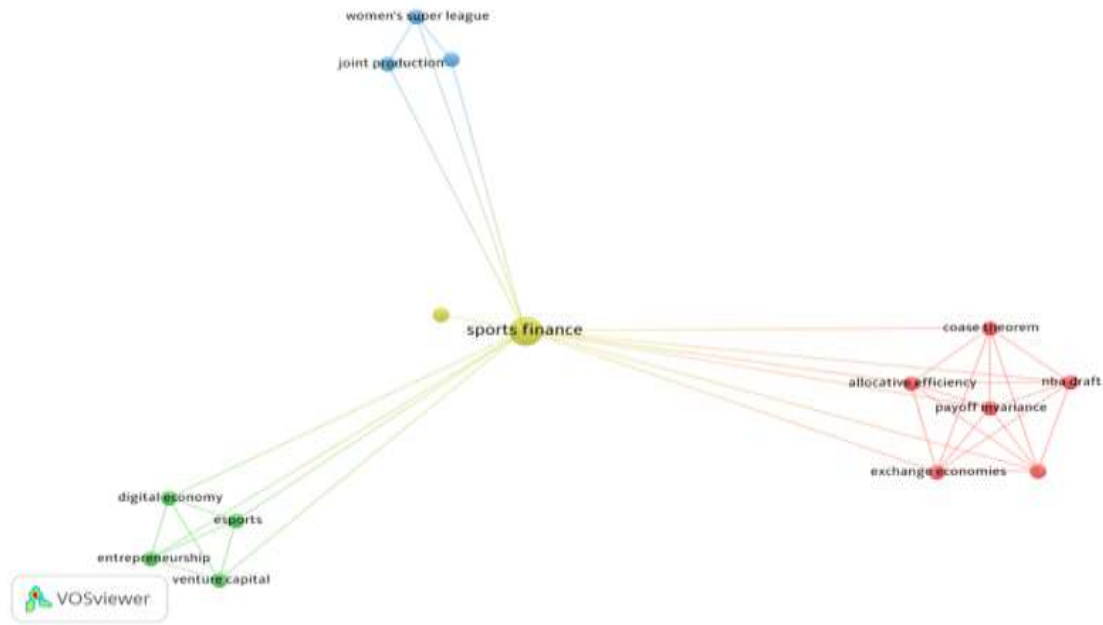 women's super league
joint production
sports finance
coase theorem
allocative efficiency
nba draft
payoff invariance
exchange economies
digital economy
esports
entrepreneurship
venture capital
VOSviewer